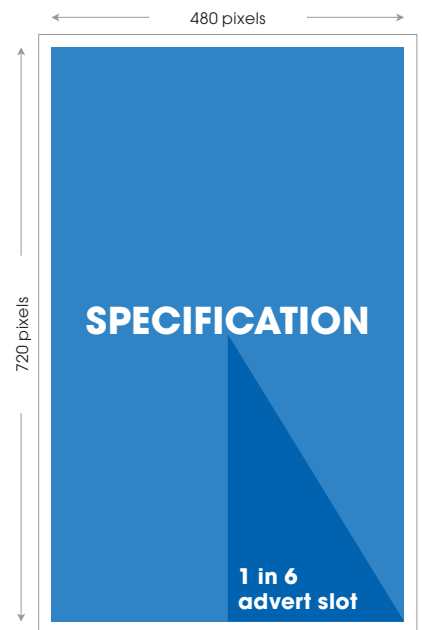 480 pixels
720 pixels
SPECIFICATION
1 in 6
advert slot